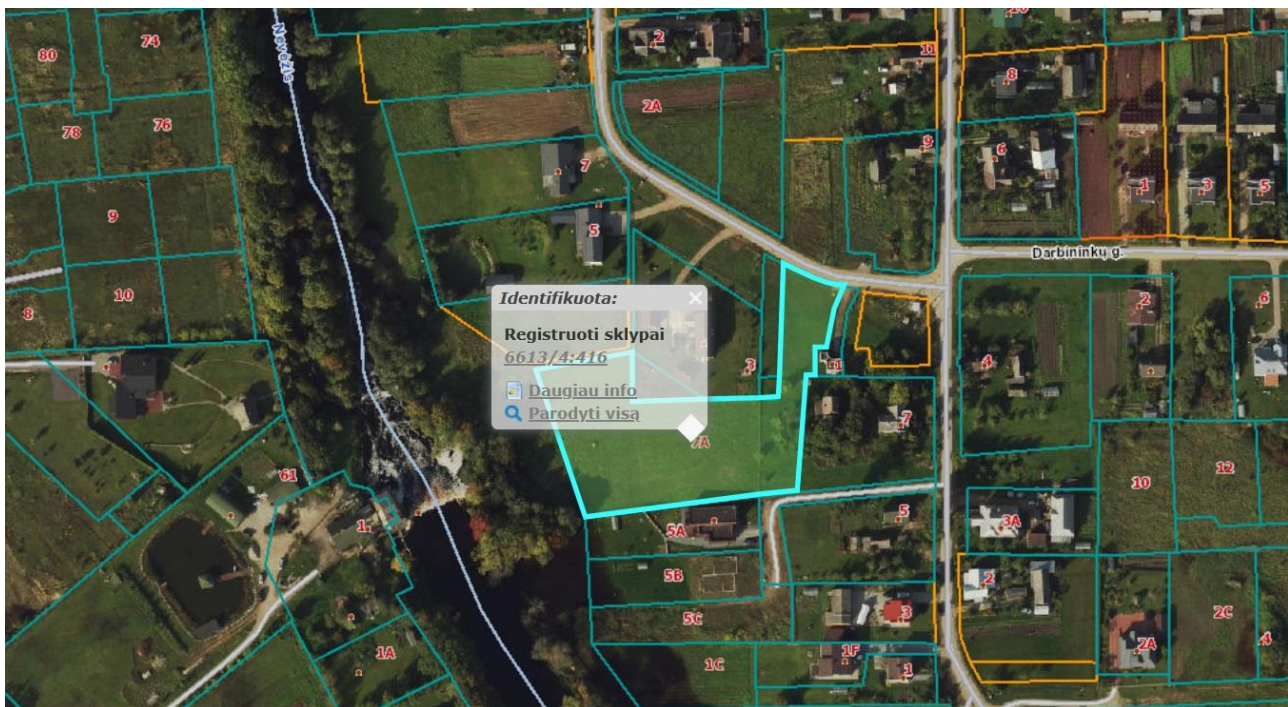 Nevėžis
80
74
78
76
9
10
8
2
2A
11
9
8
6
1
3
5
7
5
Darbininkų g.
Identifikuota:
Registruoti sklypai
6613/4:416
Daugiau info
Parodyti visą
7A
3
1
7
4
2
6
61
1
1A
5A
5B
5C
1C
5
3
1F
1
3A
2
10
12
2C
2A
4